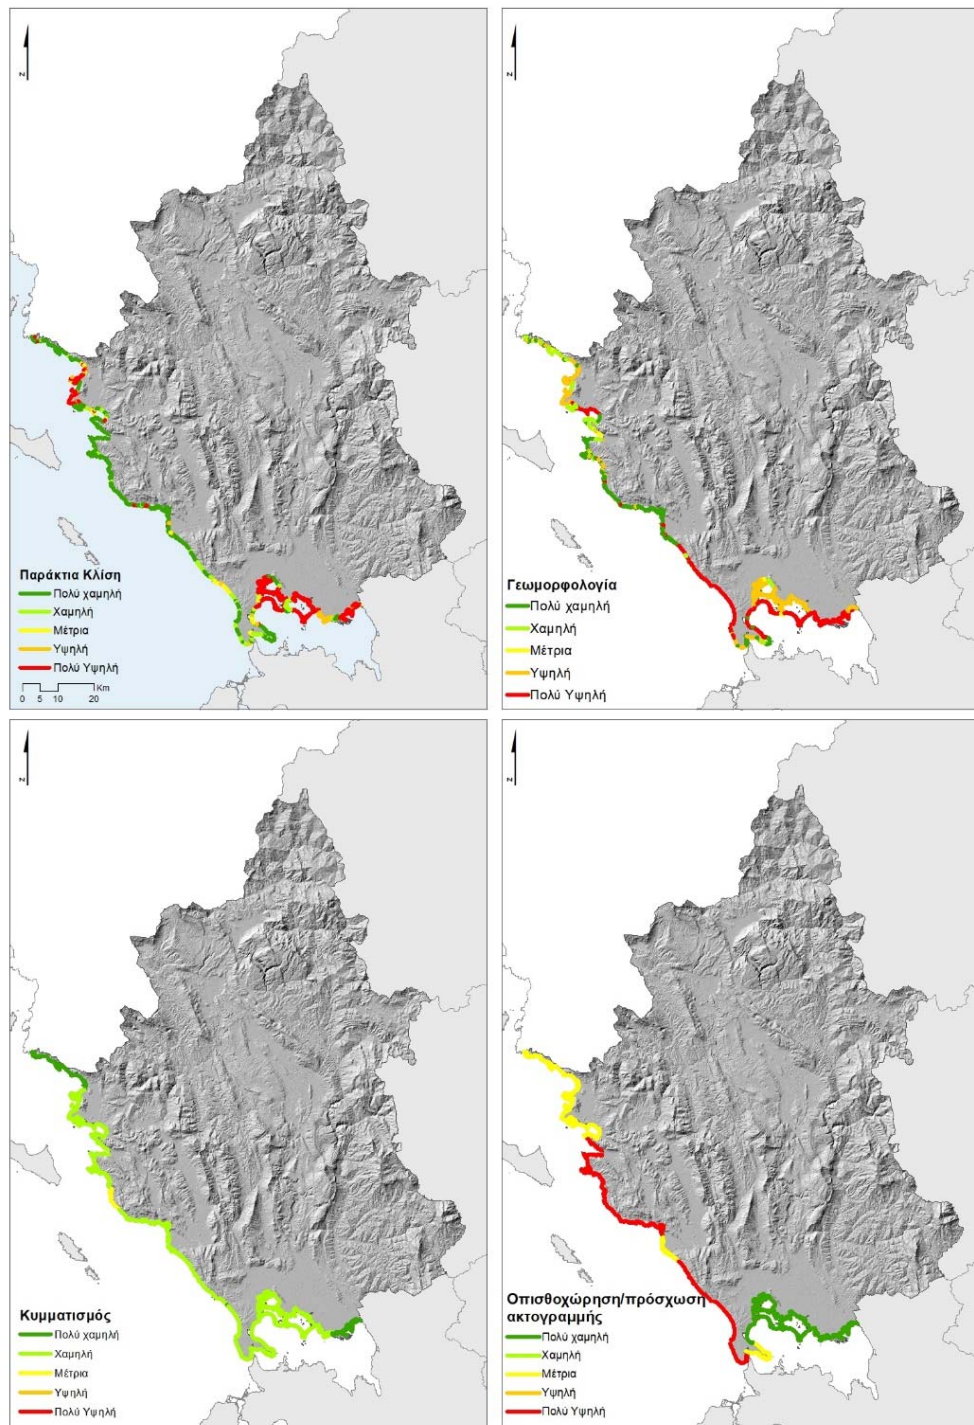 N
Παράκτια Κλίση
Πολύ χαμηλή
Χαμηλή
Μέτρια
Υψηλή
Πολύ Υψηλή
0 5 10 20 Km
N
Γεωμορφολογία
Πολύ χαμηλή
Χαμηλή
Μέτρια
Υψηλή
Πολύ Υψηλή
N
Κυμματισμός
Πολύ χαμηλή
Χαμηλή
Μέτρια
Υψηλή
Πολύ Υψηλή
N
Οπισθοχώρηση/πρόσχωση
ακτογραμμής
Πολύ χαμηλή
Χαμηλή
Μέτρια
Υψηλή
Πολύ Υψηλή